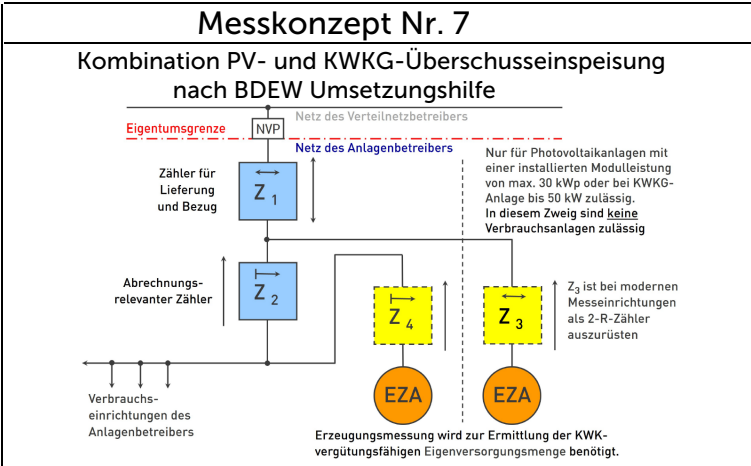 Messkonzept Nr. 7
Kombination PV- und KWKG-Überschusseinspeisung
nach BDEW Umsetzungshilfe
Netz des Verteilnetzbetreibers
Eigentumsgrenze
NVP
Netz des Anlagenbetreibers
Zähler für
Lieferung
und Bezug
Z 1
Nur für Photovoltaikanlagen mit
einer installierten Modulleistung
von max. 30 kWp oder bei KWKG-
Anlage bis 50 kW zulässig.
In diesem Zweig sind keine
Verbrauchsanlagen zulässig
Abrechnungs-
relevanter Zähler
Z 2
Z 4
Z 3
Z3 ist bei modernen
Messeinrichtungen
als 2-R-Zähler
auszurüsten
EZA
EZA
Verbrauchs-
einrichtungen des
Anlagenbetreibers
Erzeugungsmessung wird zur Ermittlung der KWK-
vergütungsfähigen Eigenversorgungsmenge benötigt.